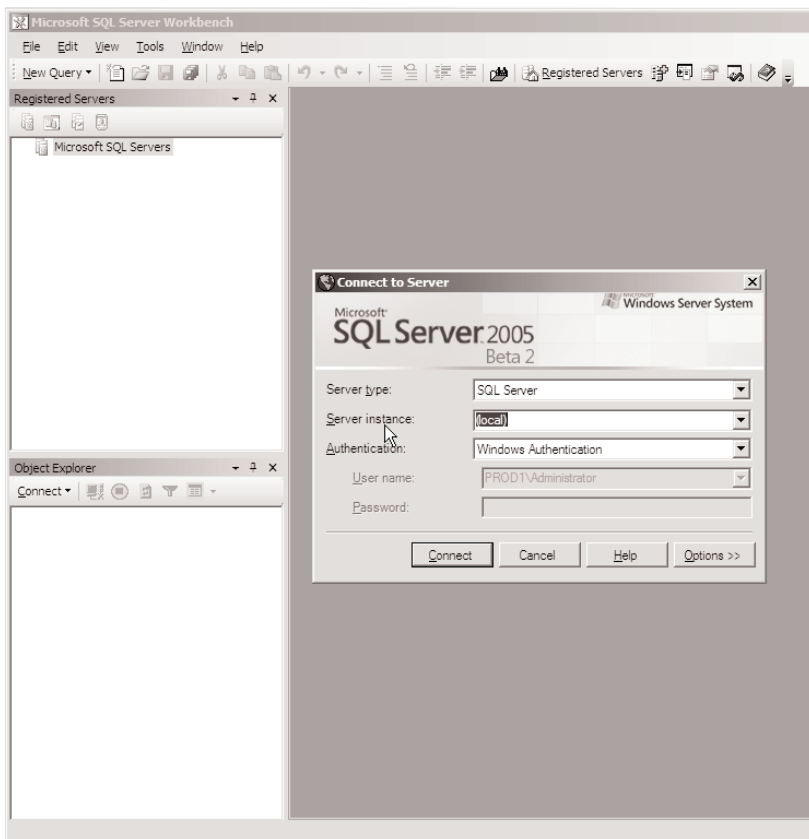 Microsoft SQL Server Workbench
File Edit View Tools Window Help
New Query Registered Servers
Registered Servers
Microsoft SQL Servers
Connect to Server
Microsoft
Windows Server System
Microsoft
SQL Server 2005
Beta 2
Server type: SQL Server
Server instance: (local)
Authentication: Windows Authentication
User name: PROD1\Administrator
Password:
Connect Cancel Help Options >>
Object Explorer
Connect